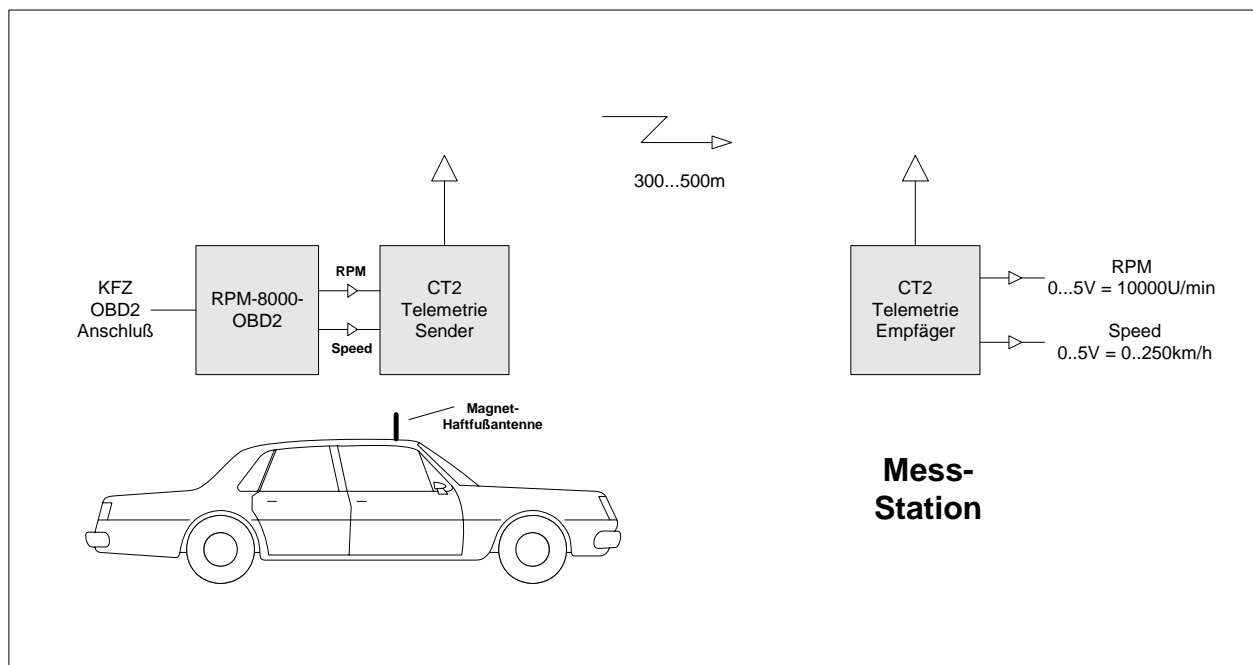 300...500m
KFZ
OBD2
Anschluß
RPM-8000-
OBD2
RPM
Speed
CT2
Telemetrie
Sender
CT2
Telemetrie
Empfäger
RPM
0...5V = 10000U/min
Speed
0..5V = 0..250km/h
Magnet-
Haftfußantenne
Mess-
Station